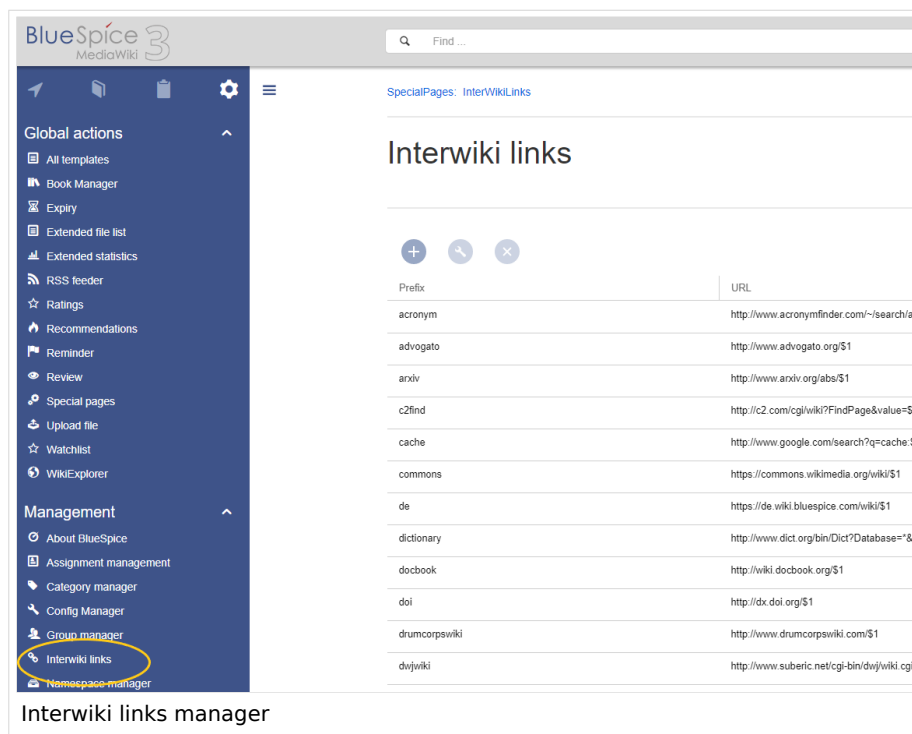 BlueSpice
MediaWiki 3
Find ...
SpecialPages: InterWikiLinks
Interwiki links
Global actions
All templates
Book Manager
Expiry
Extended file list
Extended statistics
RSS feeder
Ratings
Recommendations
Reminder
Review
Special pages
Upload file
Watchlist
WikiExplorer
Management
About BlueSpice
Assignment management
Category manager
Config Manager
Group manager
Interwiki links
Namespace manager
Prefix URL
acronym http://www.acronymfinder.com/~/search/a
advogato http://www.advogato.org/$1
arxiv http://www.arxiv.org/abs/$1
c2find http://c2.com/cgi/wiki?FindPage&value=$
cache http://www.google.com/search?q=cache:$
commons https://commons.wikimedia.org/wiki/$1
de https://de.wiki.bluespice.com/wiki/$1
dictionary http://www.dict.org/bin/Dict?Database=*&
docbook http://wiki.docbook.org/$1
doi http://dx.doi.org/$1
drumcorpswiki http://www.drumcorpswiki.com/$1
dwjwiki http://www.suberic.net/cgi-bin/dwj/wiki.cgi
Interwiki links manager